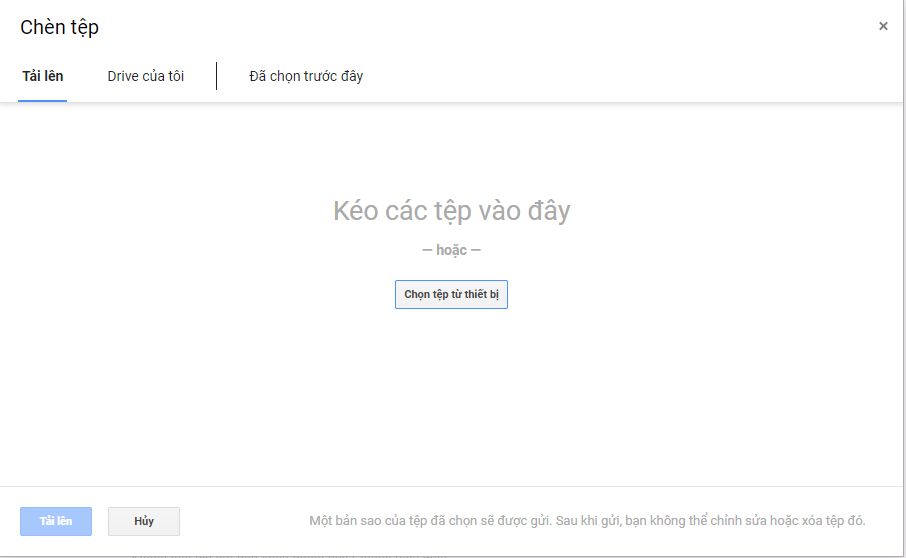 Chèn tệp
×
Tải lên Drive của tôi Đã chọn trước đây
Kéo các tệp vào đây
— hoặc —
Chọn tệp từ thiết bị
Tải lên Hủy Một bản sao của tệp đã chọn sẽ được gửi. Sau khi gửi, bạn không thể chỉnh sửa hoặc xóa tệp đó.